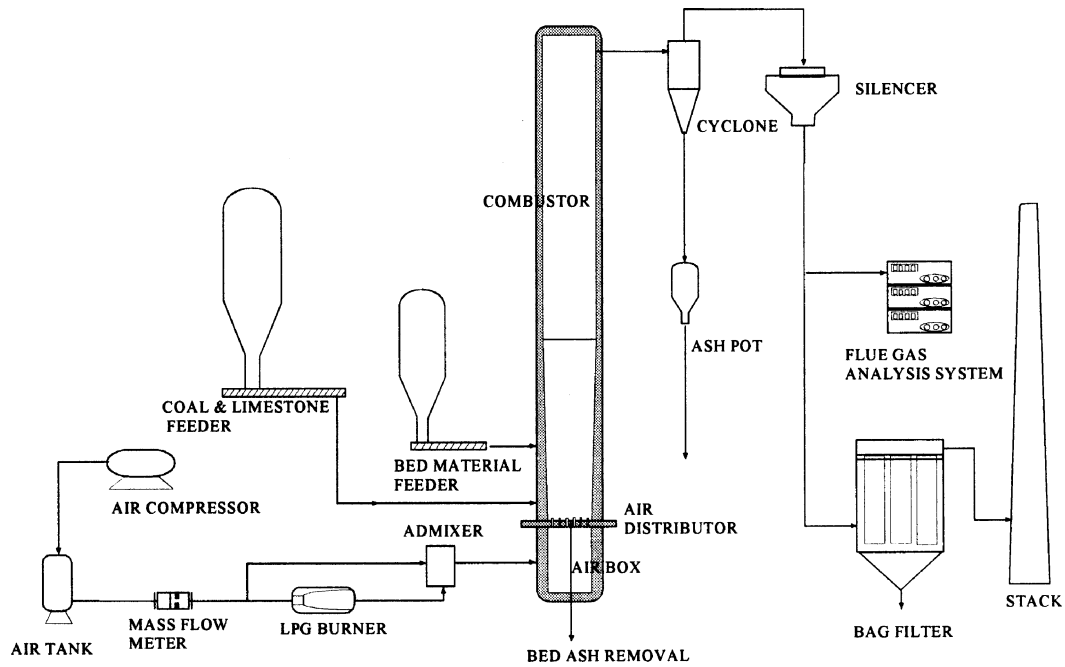 SILENCER
CYCLONE
COMBUSTOR
ASH POT
FLUE GAS
ANALYSIS SYSTEM
COAL & LIMESTONE
FEEDER
BED MATERIAL
FEEDER
AIR COMPRESSOR
AIR
DISTRIBUTOR
ADMIXER
AIR BOX
STACK
MASS FLOW
METER
LPG BURNER
BAG FILTER
AIR TANK
BED ASH REMOVAL